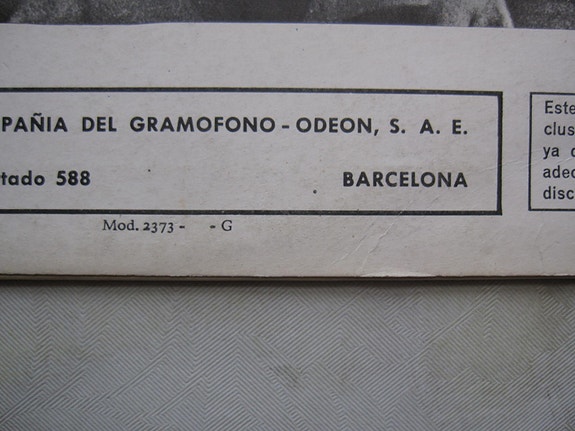 PAÑIA DEL GRAMOFONO - ODEON, S. A. E.
tado 588 BARCELONA
Mod. 2373 - - G
Este
clus
ya d
adec
disc